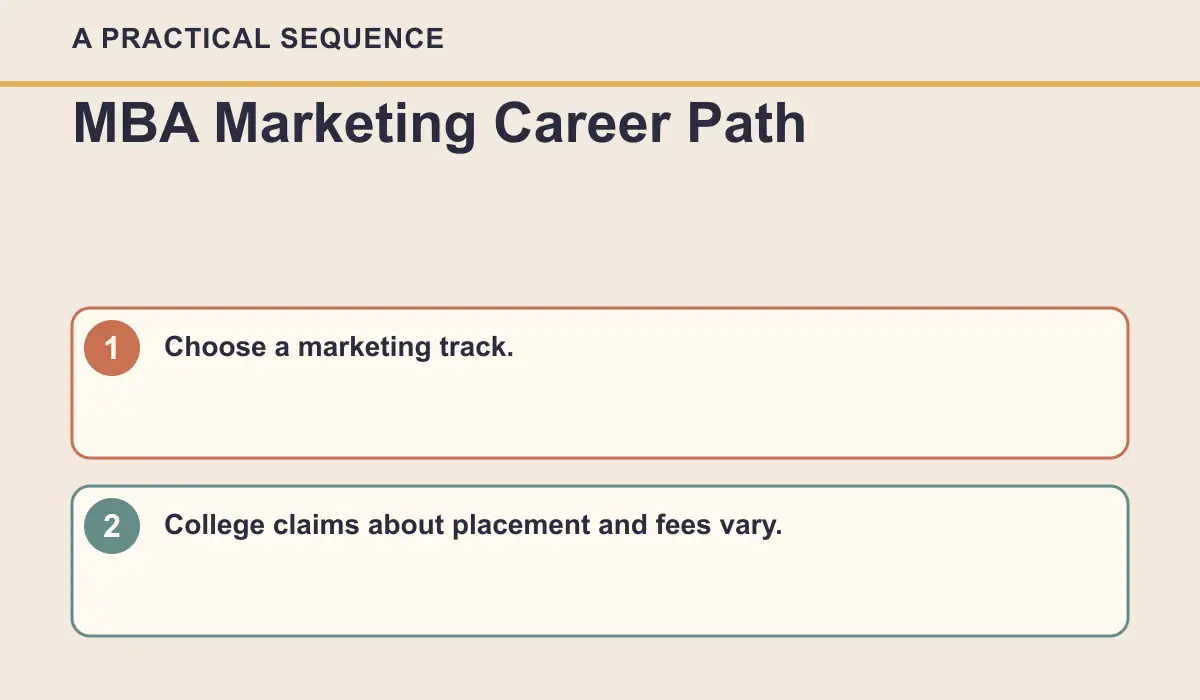 A PRACTICAL SEQUENCE
MBA Marketing Career Path
1 Choose a marketing track.
2 College claims about placement and fees vary.